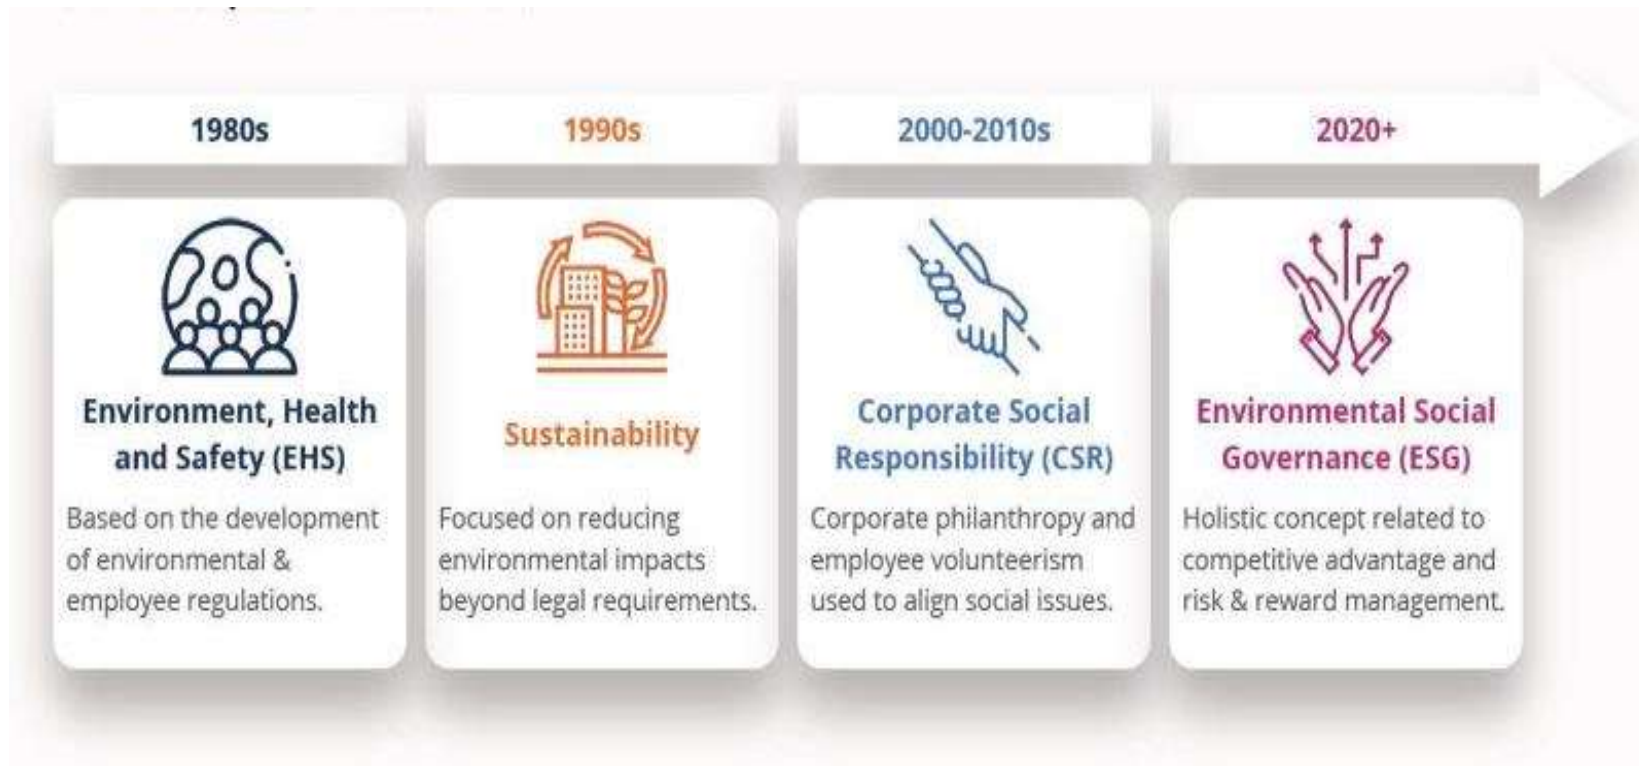 1980s
1990s
2000-2010s
2020+
Environment, Health
and Safety (EHS)
Based on the development
of environmental &
employee regulations.
Sustainability
Focused on reducing
environmental impacts
beyond legal requirements.
Corporate Social
Responsibility (CSR)
Corporate philanthropy and
employee volunteerism
used to align social issues.
Environmental Social
Governance (ESG)
Holistic concept related to
competitive advantage and
risk & reward management.